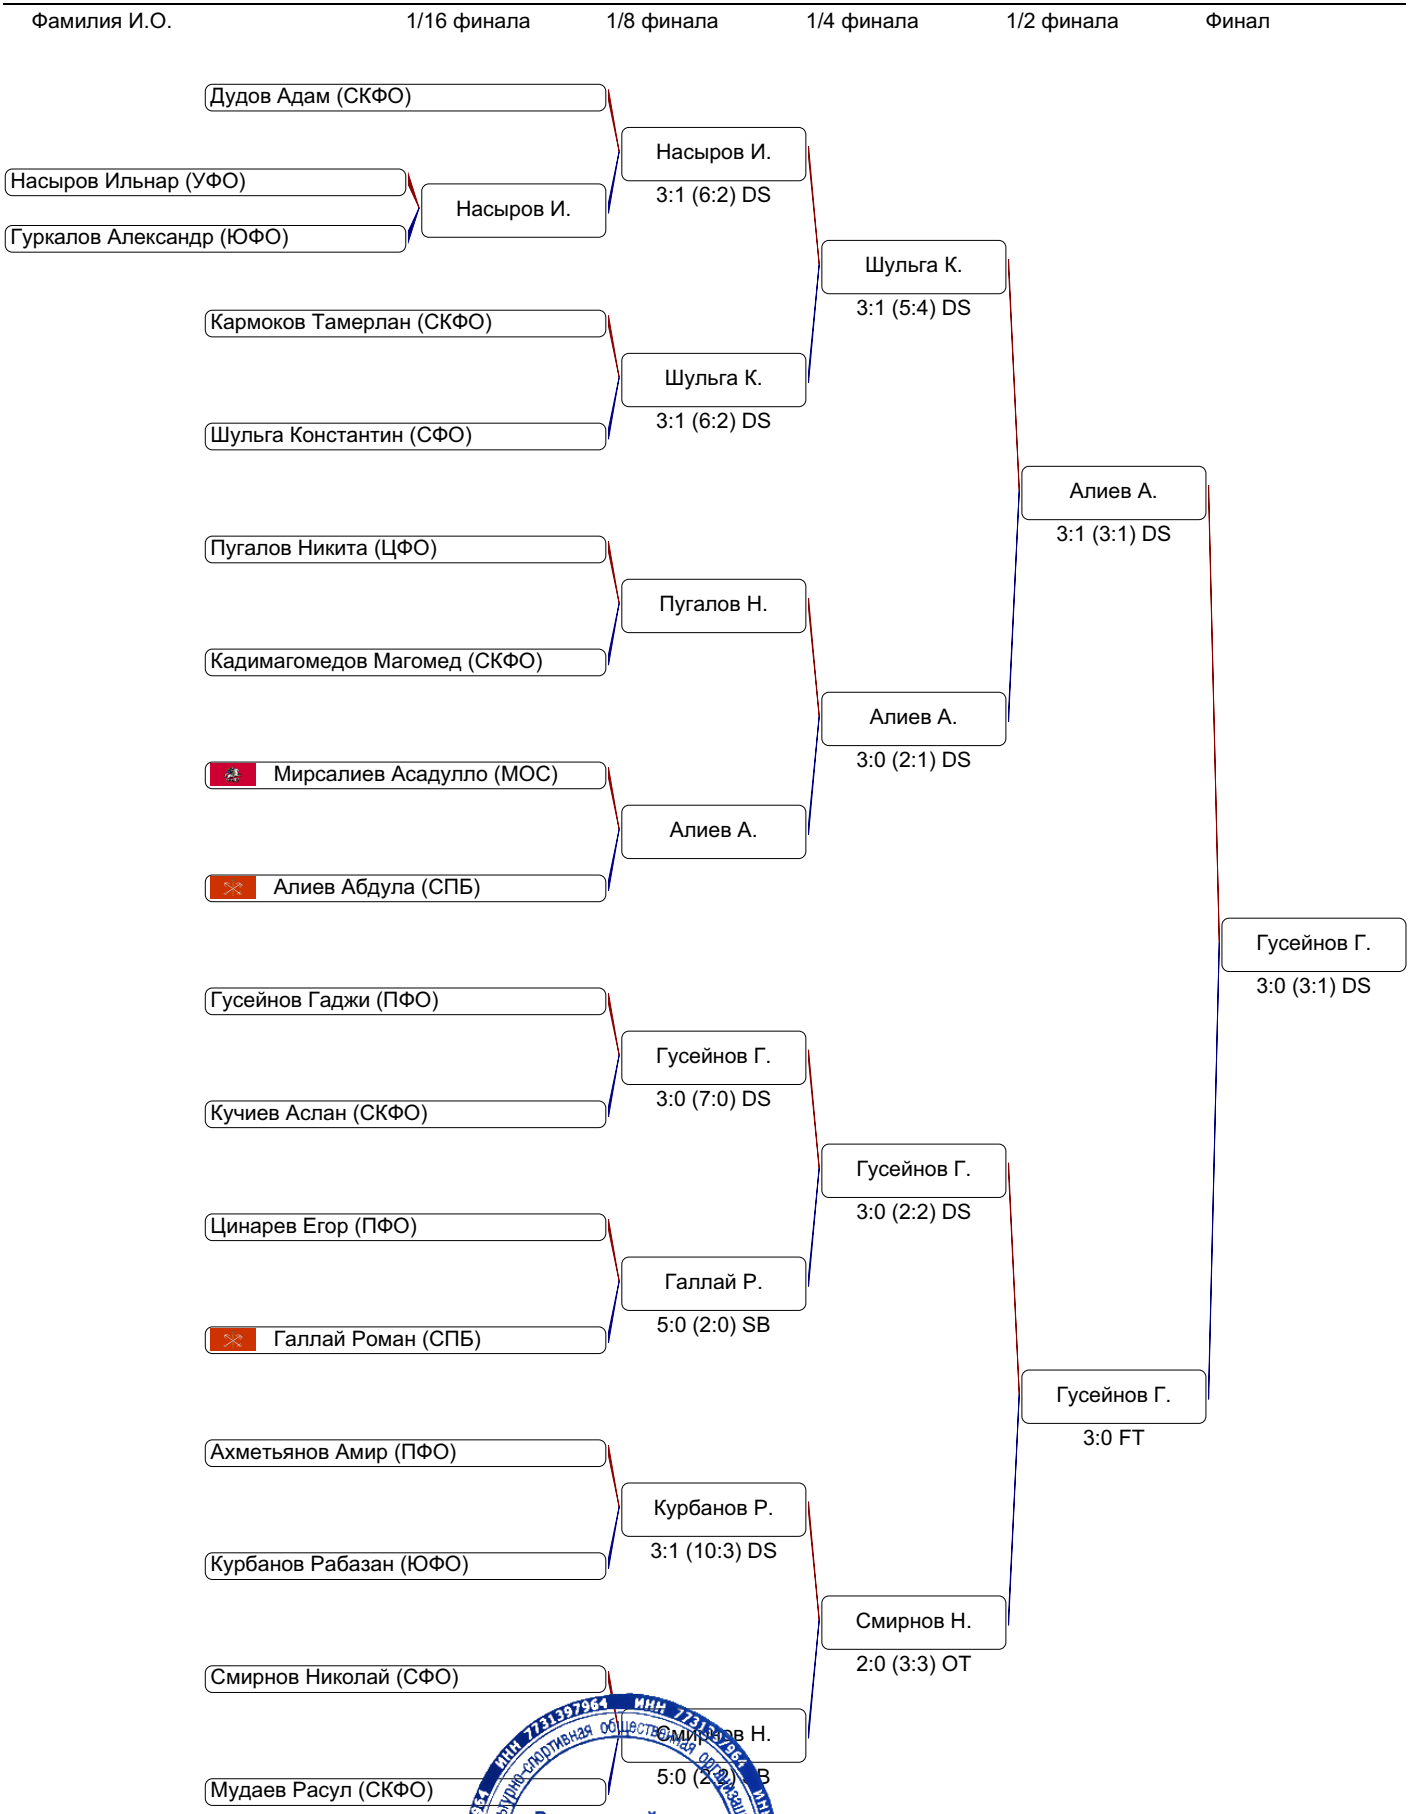 Фамилия И.О. 1/16 финала 1/8 финала 1/4 финала 1/2 финала Финал
Дудов Адам (СКФО)
Насыров И.
3:1 (6:2) DS
Насыров Ильнар (УФО)
Насыров И.
Гуркалов Александр (ЮФО)
Шульга К.
3:1 (5:4) DS
Кармоков Тамерлан (СКФО)
Шульга К.
3:1 (6:2) DS
Шульга Константин (СФО)
Алиев А.
3:1 (3:1) DS
Пугалов Никита (ЦФО)
Пугалов Н.
Кадимагомедов Магомед (СКФО)
Алиев А.
3:0 (2:1) DS
Мирсалиев Асадулло (МОС)
Алиев А.
Алиев Абдула (СПБ)
Гусейнов Г.
3:0 (3:1) DS
Гусейнов Гаджи (ПФО)
Гусейнов Г.
3:0 (7:0) DS
Кучиев Аслан (СКФО)
Гусейнов Г.
3:0 (2:2) DS
Цинарев Егор (ПФО)
Галлай Р.
5:0 (2:0) SB
Галлай Роман (СПБ)
Гусейнов Г.
3:0 FT
Ахметьянов Амир (ПФО)
Курбанов Р.
3:1 (10:3) DS
Курбанов Рабазан (ЮФО)
Смирнов Н.
2:0 (3:3) OT
Смирнов Николай (СФО)
Смирнов Н.
5:0
Мудаев Расул (СКФО)
ИНН 7731397964 ИНН 7731397964
общественная